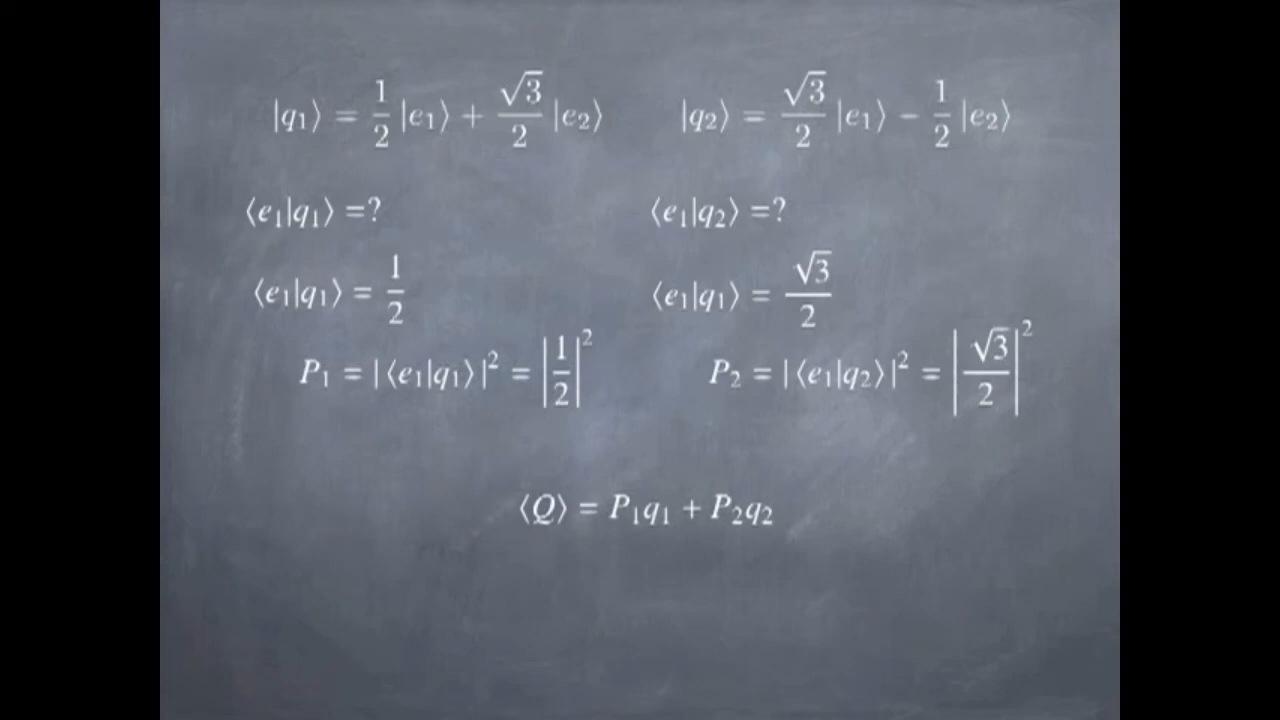 |q₁⟩ = 1/2 |e₁⟩ + √3/2 |e₂⟩    |q₂⟩ = √3/2 |e₁⟩ − 1/2 |e₂⟩
⟨e₁|q₁⟩ =?    ⟨e₁|q₂⟩ =?
⟨e₁|q₁⟩ = 1/2    ⟨e₁|q₁⟩ = √3/2
P₁ = |⟨e₁|q₁⟩|² = |1/2|²    P₂ = |⟨e₁|q₂⟩|² = |√3/2|²
⟨Q⟩ = P₁q₁ + P₂q₂